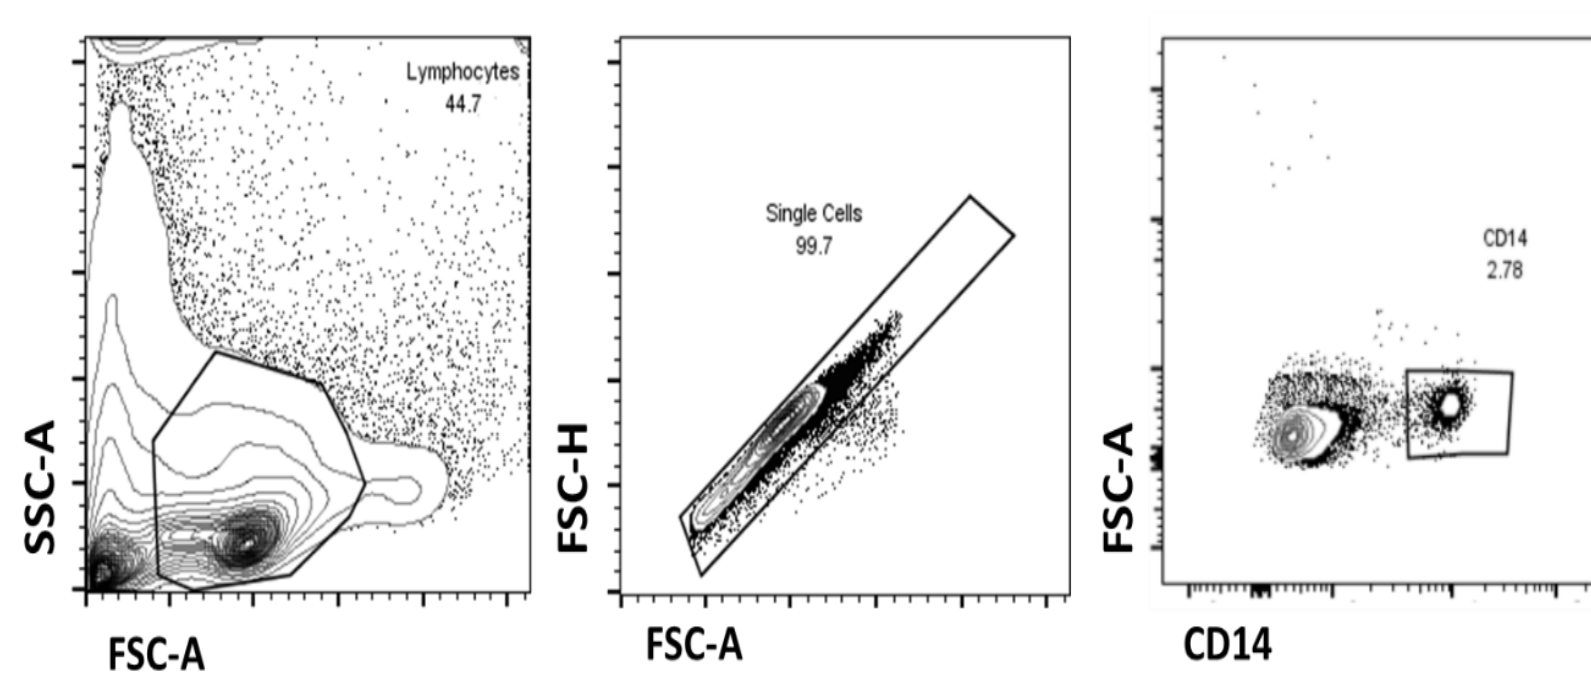 Lymphocytes
44.7
SSC-A
FSC-A
Single Cells
99.7
FSC-H
FSC-A
CD14
2.78
FSC-A
CD14